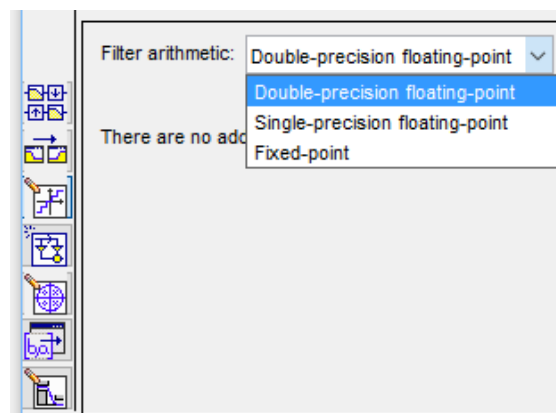 Filter arithmetic: Double-precision floating-point
Double-precision floating-point
Single-precision floating-point
There are no add
Fixed-point
[b,a]